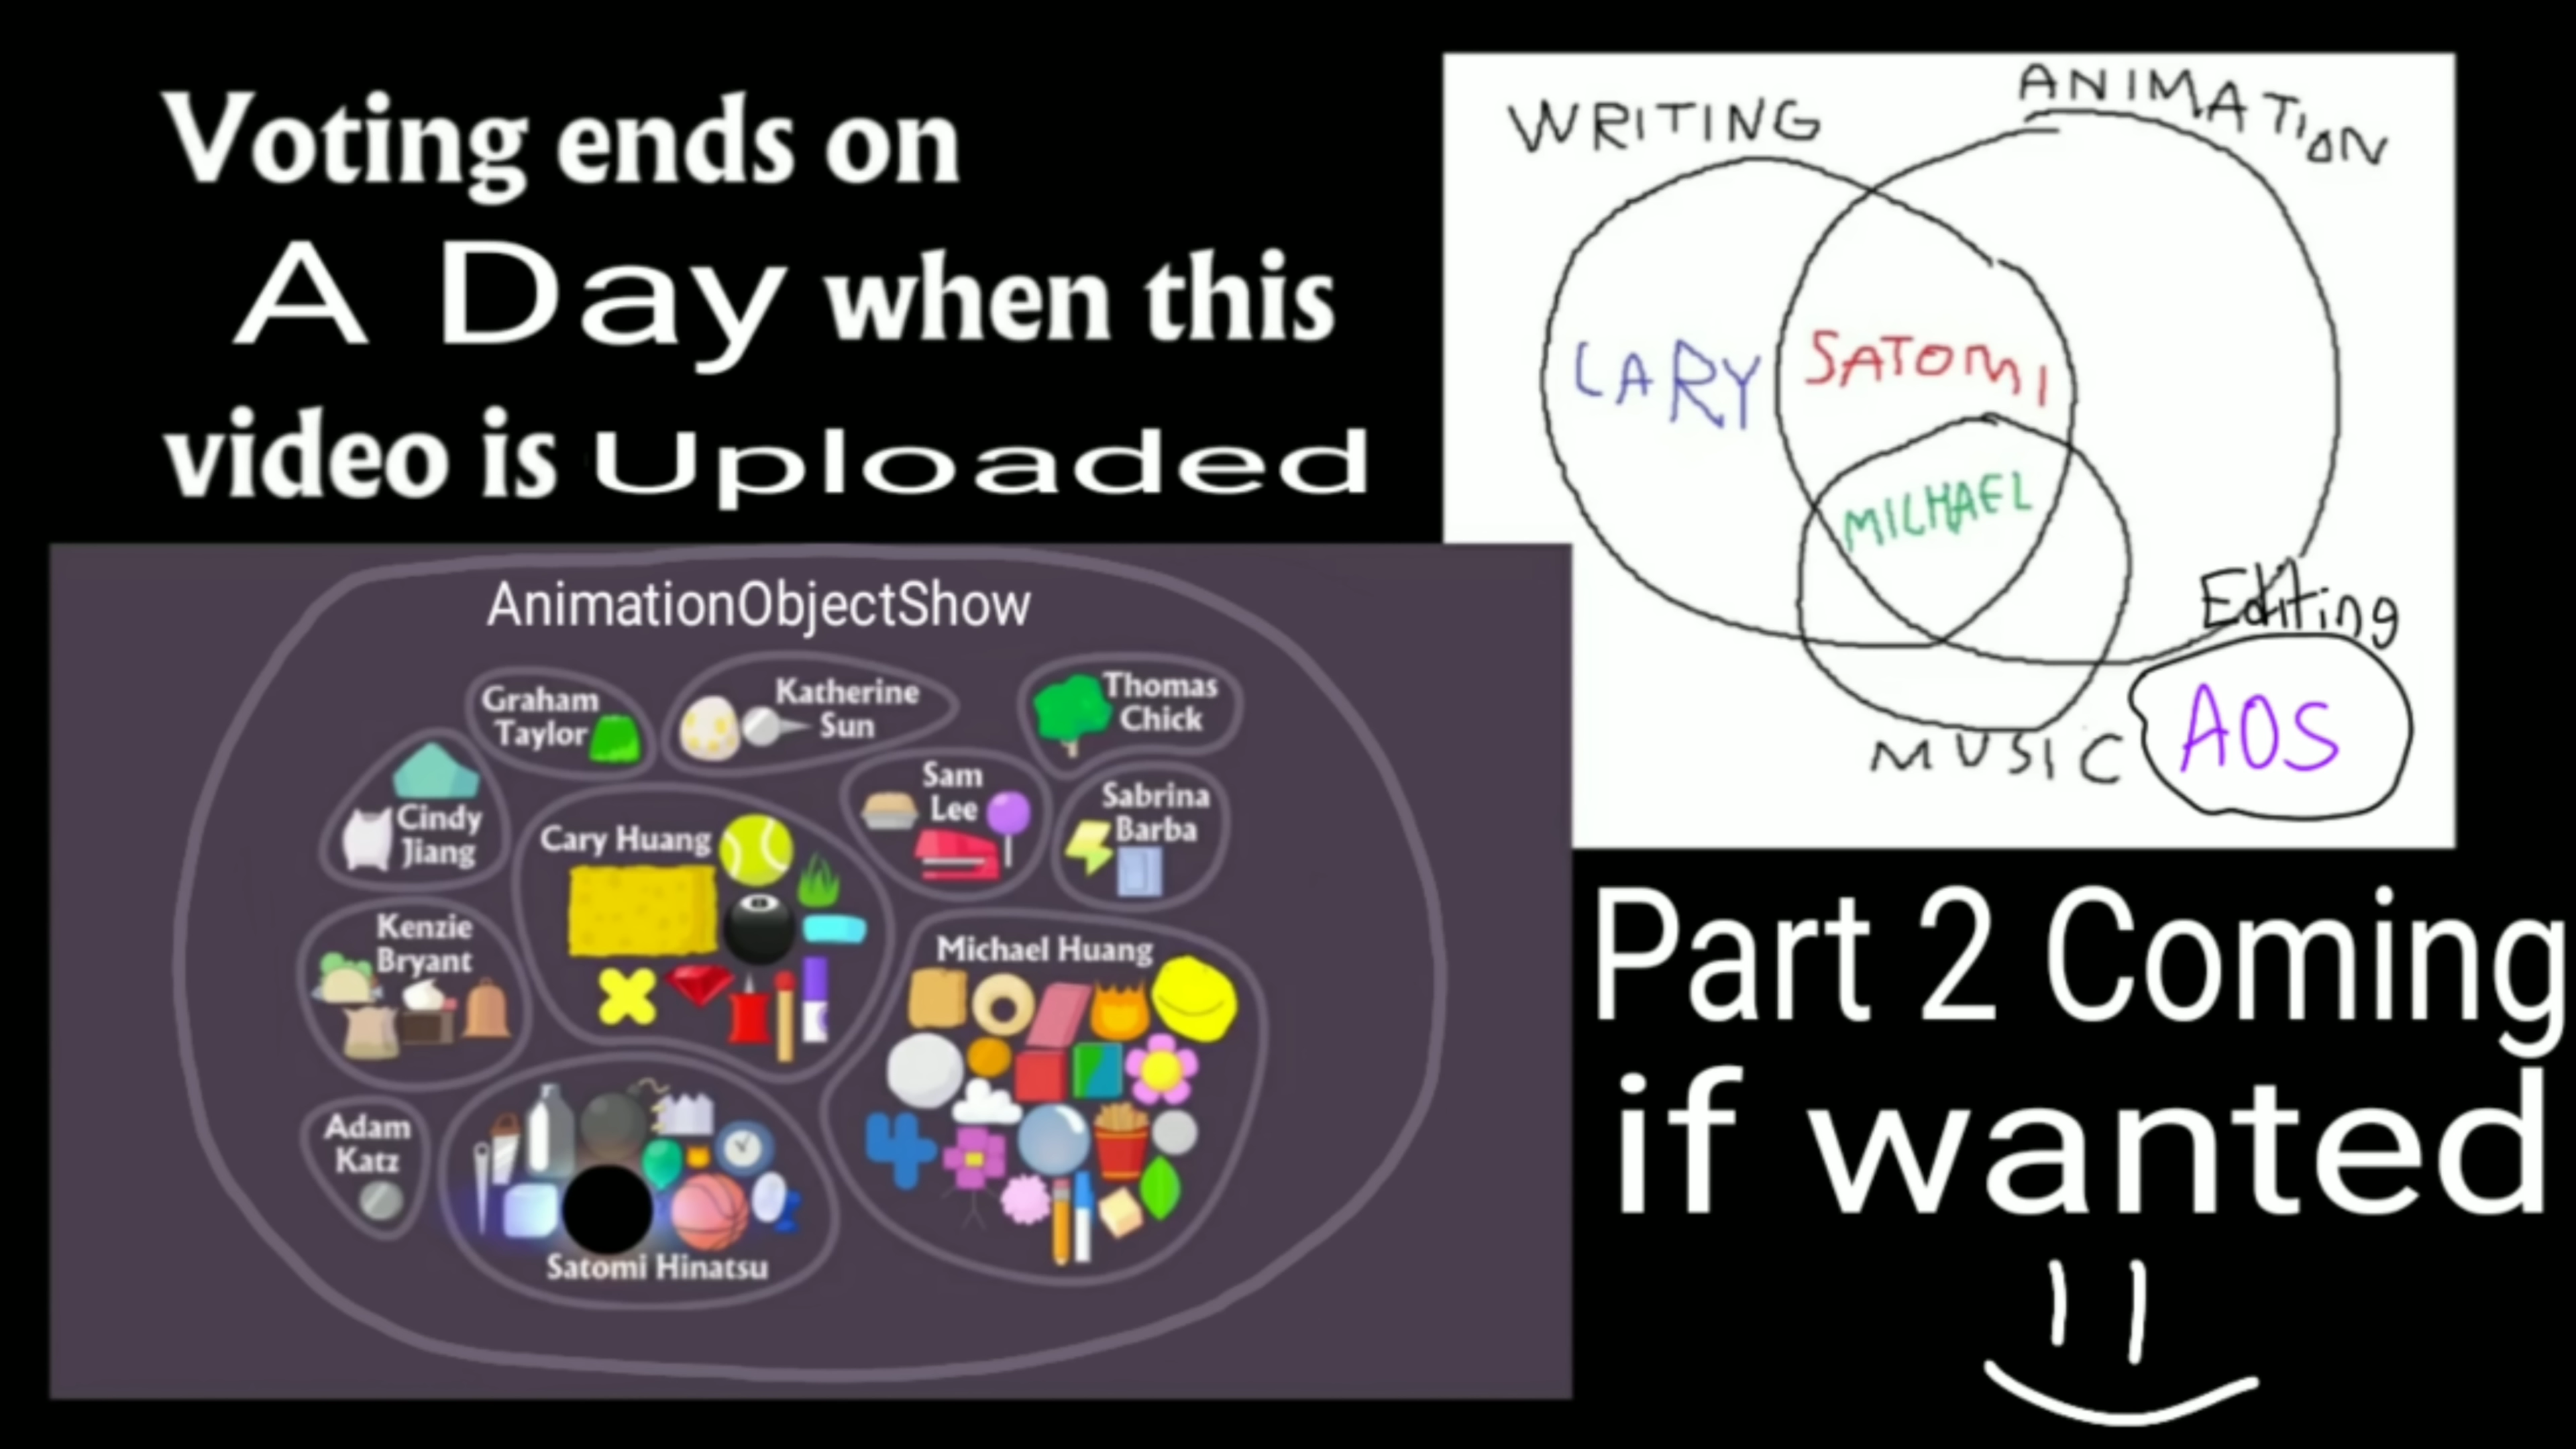 Voting ends on
A Day when this
video is Uploaded
WRITING
ANIMATION
CARY
SATOMI
MICHAEL
Editing
AOS
MUSIC
AnimationObjectShow
Graham
Taylor
Katherine
Sun
Thomas
Chick
Cindy
Jiang
Cary Huang
Sam
Lee
Sabrina
Barba
Kenzie
Bryant
Michael Huang
Adam
Katz
Satomi Hinatsu
8
Part 2 Coming
if wanted